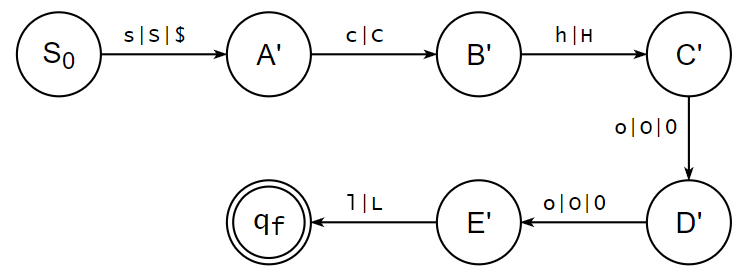 S0 s|S|$ A' c|C B' h|H C'
o|O|0
qf l|L E' o|O|0 D'